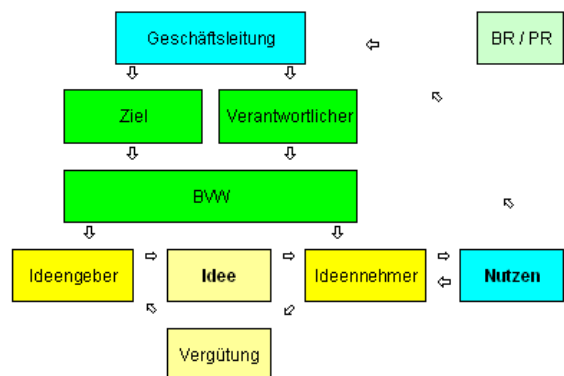 Geschäftsleitung
BR / PR
Ziel
Verantwortlicher
BVW
Ideengeber
Idee
Ideennehmer
Nutzen
Vergütung